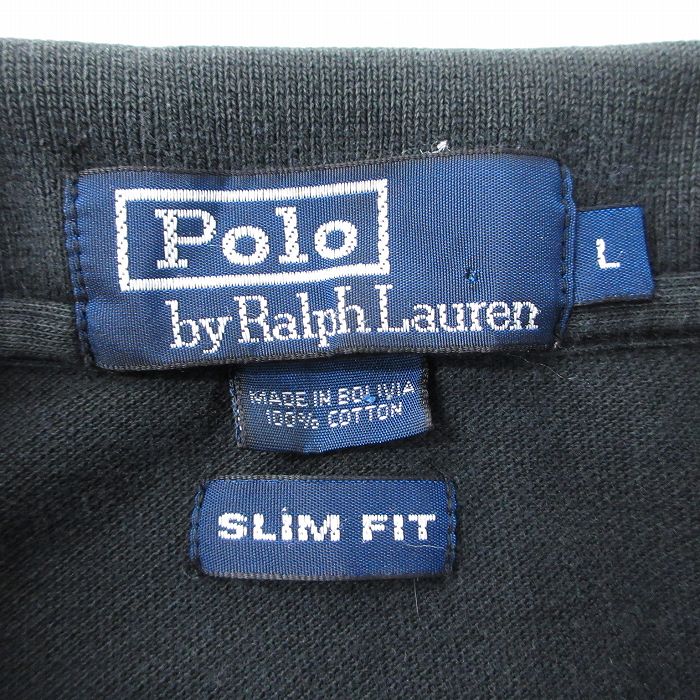 Polo
by Ralph Lauren
L
MADE IN BOLIVIA
100% COTTON
SLIM FIT